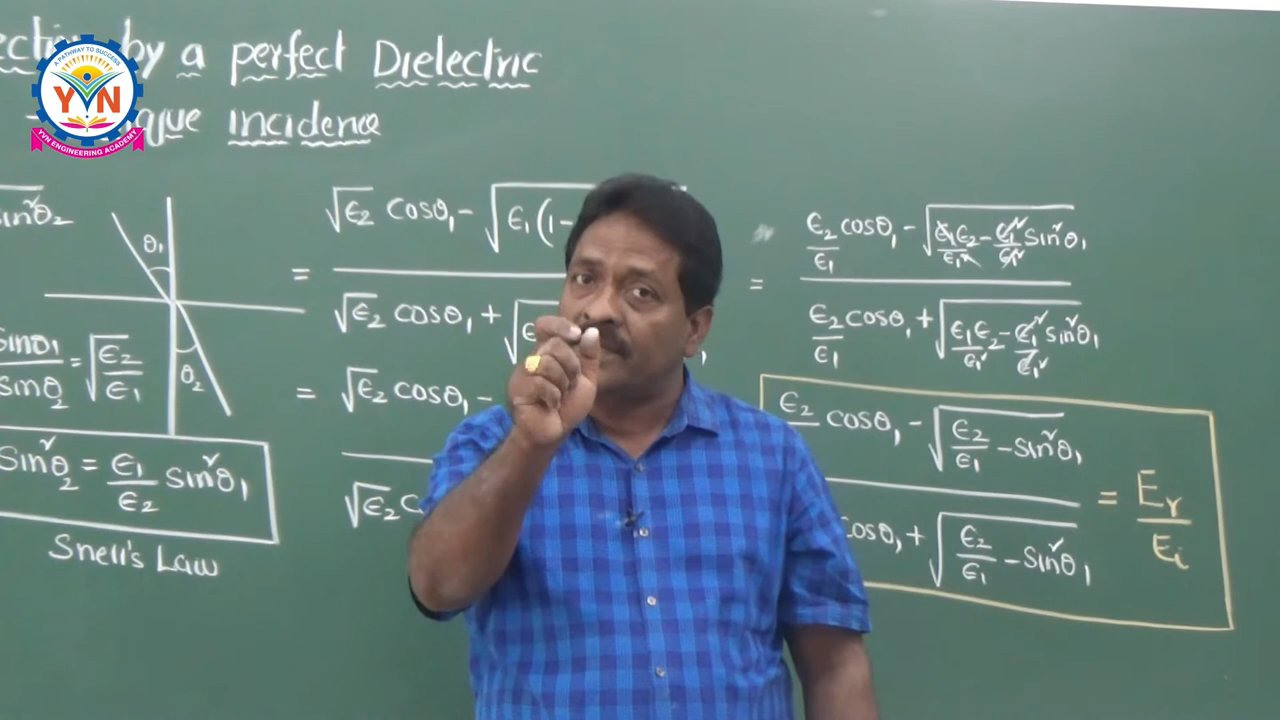 by a perfect Dielectric
incidence
A PATHWAY TO SUCCESS
YVN
YVN ENGINEERING ACADEMY
sin²θ2
θ1
θ2
sinθ1/sinθ2 = √(ε2/ε1)
sin²θ2 = ε1/ε2 sin²θ1
Snell's Law
√ε2 cosθ1 - √ε1(1-
= √ε2 cosθ1 + √
= √ε2 cosθ1 -
√ε2 c
ε2/ε1 cosθ1 - √(ε1ε2/ε1² - ε1²/ε1² sin²θ1)
= ε2/ε1 cosθ1 + √(ε1ε2/ε1² - ε1²/ε1² sin²θ1)
ε2 cosθ1 - √(ε2/ε1 - sin²θ1)
cosθ1 + √(ε2/ε1 - sin²θ1) = Er/Ei